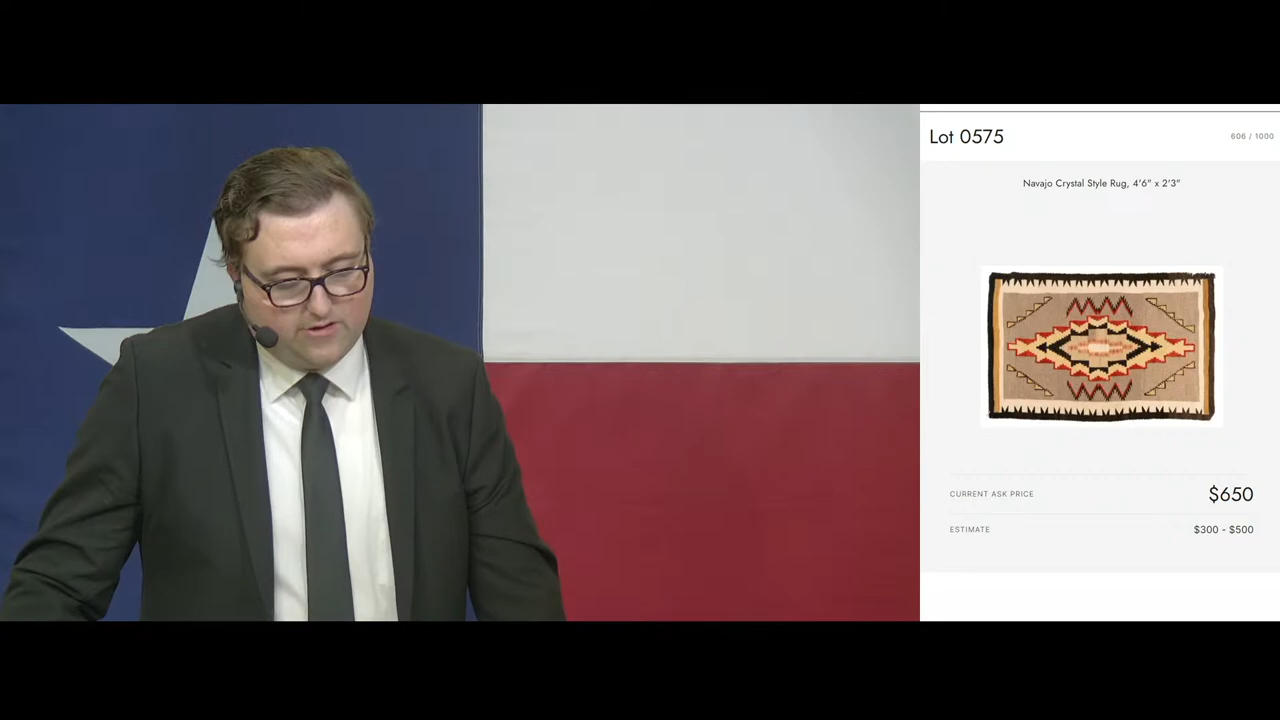 Lot 0575
606 / 1000
Navajo Crystal Style Rug, 4'6" x 2'3"
CURRENT ASK PRICE
$650
ESTIMATE
$300 - $500